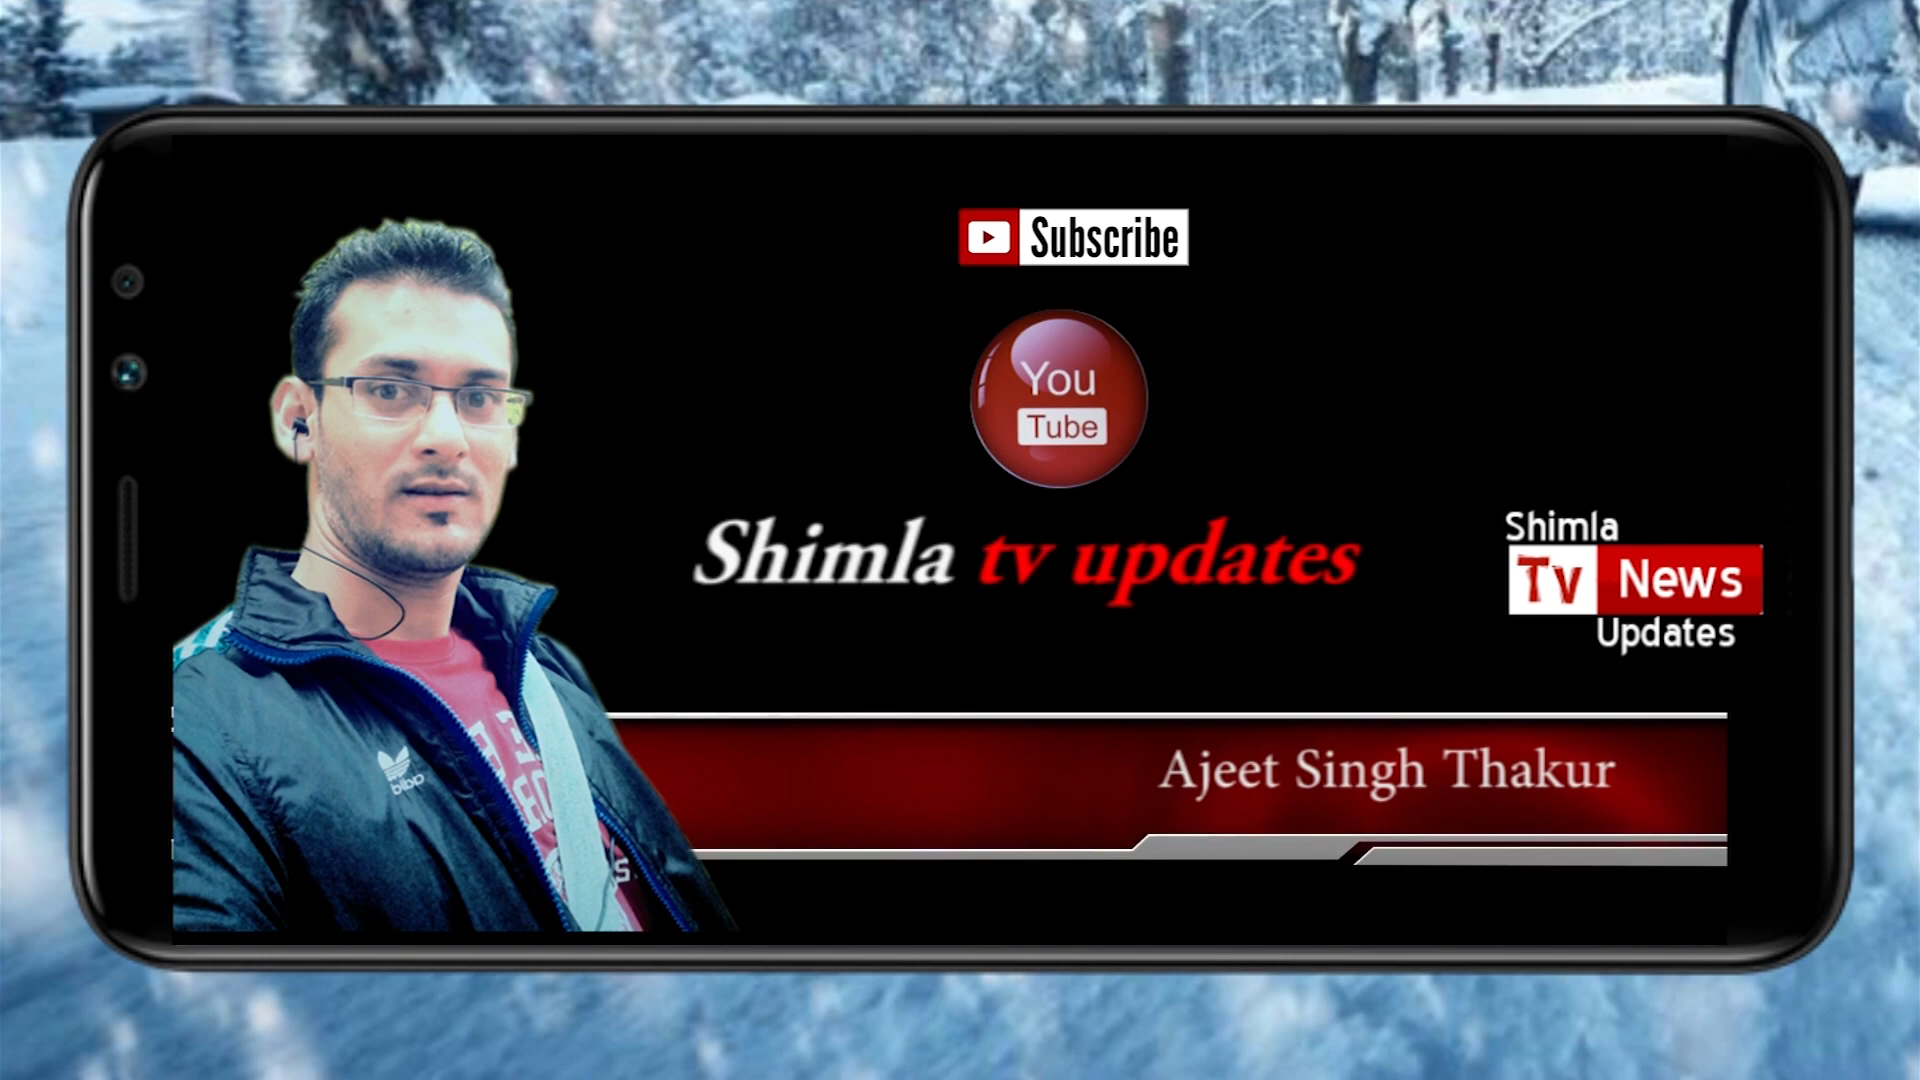 Subscribe
You
Tube
Shimla tv updates
Shimla
Tv News
Updates
Ajeet Singh Thakur